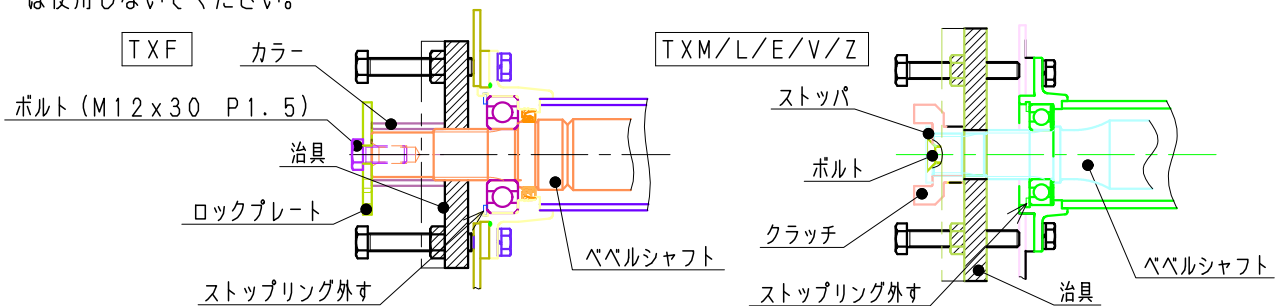 は使用しないでください。
TXF
カラー
ボルト(M12x30 P1.5)
治具
ロックプレート
ストップリング外す
ベベルシャフト
TXM/L/E/V/Z
ストッパ
ボルト
クラッチ
ストップリング外す
治具
ベベルシャフト